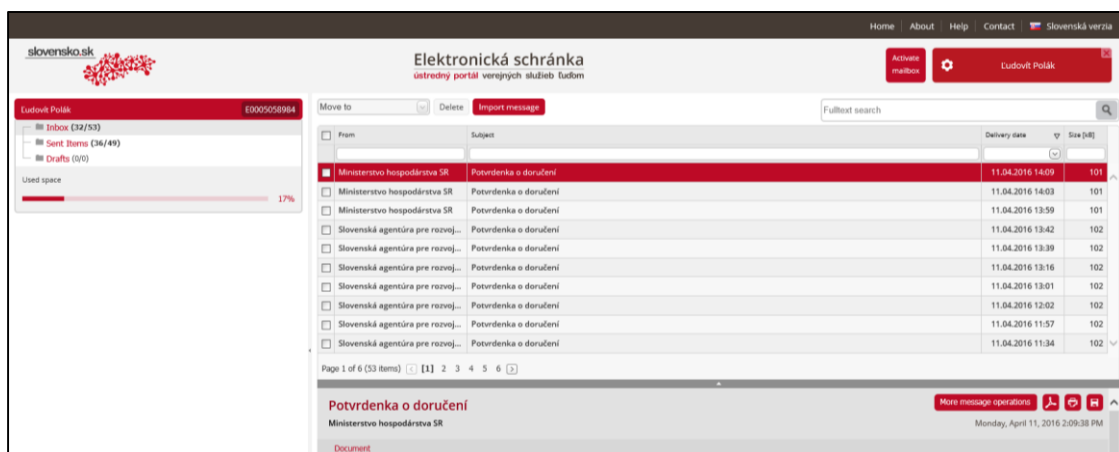 Home About Help Contact Slovenská verzia
slovensko.sk
Elektronická schránka
ústredný portál verejných služieb ľuďom
Activate mailbox
Ľudovít Polák
Ľudovít Polák E0005058984
Inbox (32/53)
Sent Items (36/49)
Drafts (0/0)
Used space
17%
Move to Delete Import message Fulltext search
From Subject Delivery date Size [kB]
Ministerstvo hospodárstva SR Potvrdenka o doručení 11.04.2016 14:09 101
Ministerstvo hospodárstva SR Potvrdenka o doručení 11.04.2016 14:03 101
Ministerstvo hospodárstva SR Potvrdenka o doručení 11.04.2016 13:59 101
Slovenská agentúra pre rozvoj... Potvrdenka o doručení 11.04.2016 13:42 102
Slovenská agentúra pre rozvoj... Potvrdenka o doručení 11.04.2016 13:39 102
Slovenská agentúra pre rozvoj... Potvrdenka o doručení 11.04.2016 13:16 102
Slovenská agentúra pre rozvoj... Potvrdenka o doručení 11.04.2016 13:01 102
Slovenská agentúra pre rozvoj... Potvrdenka o doručení 11.04.2016 12:02 102
Slovenská agentúra pre rozvoj... Potvrdenka o doručení 11.04.2016 11:57 102
Slovenská agentúra pre rozvoj... Potvrdenka o doručení 11.04.2016 11:34 102
Page 1 of 6 (53 items) [1] 2 3 4 5 6
Potvrdenka o doručení More message operations
Ministerstvo hospodárstva SR Monday, April 11, 2016 2:09:38 PM
Document